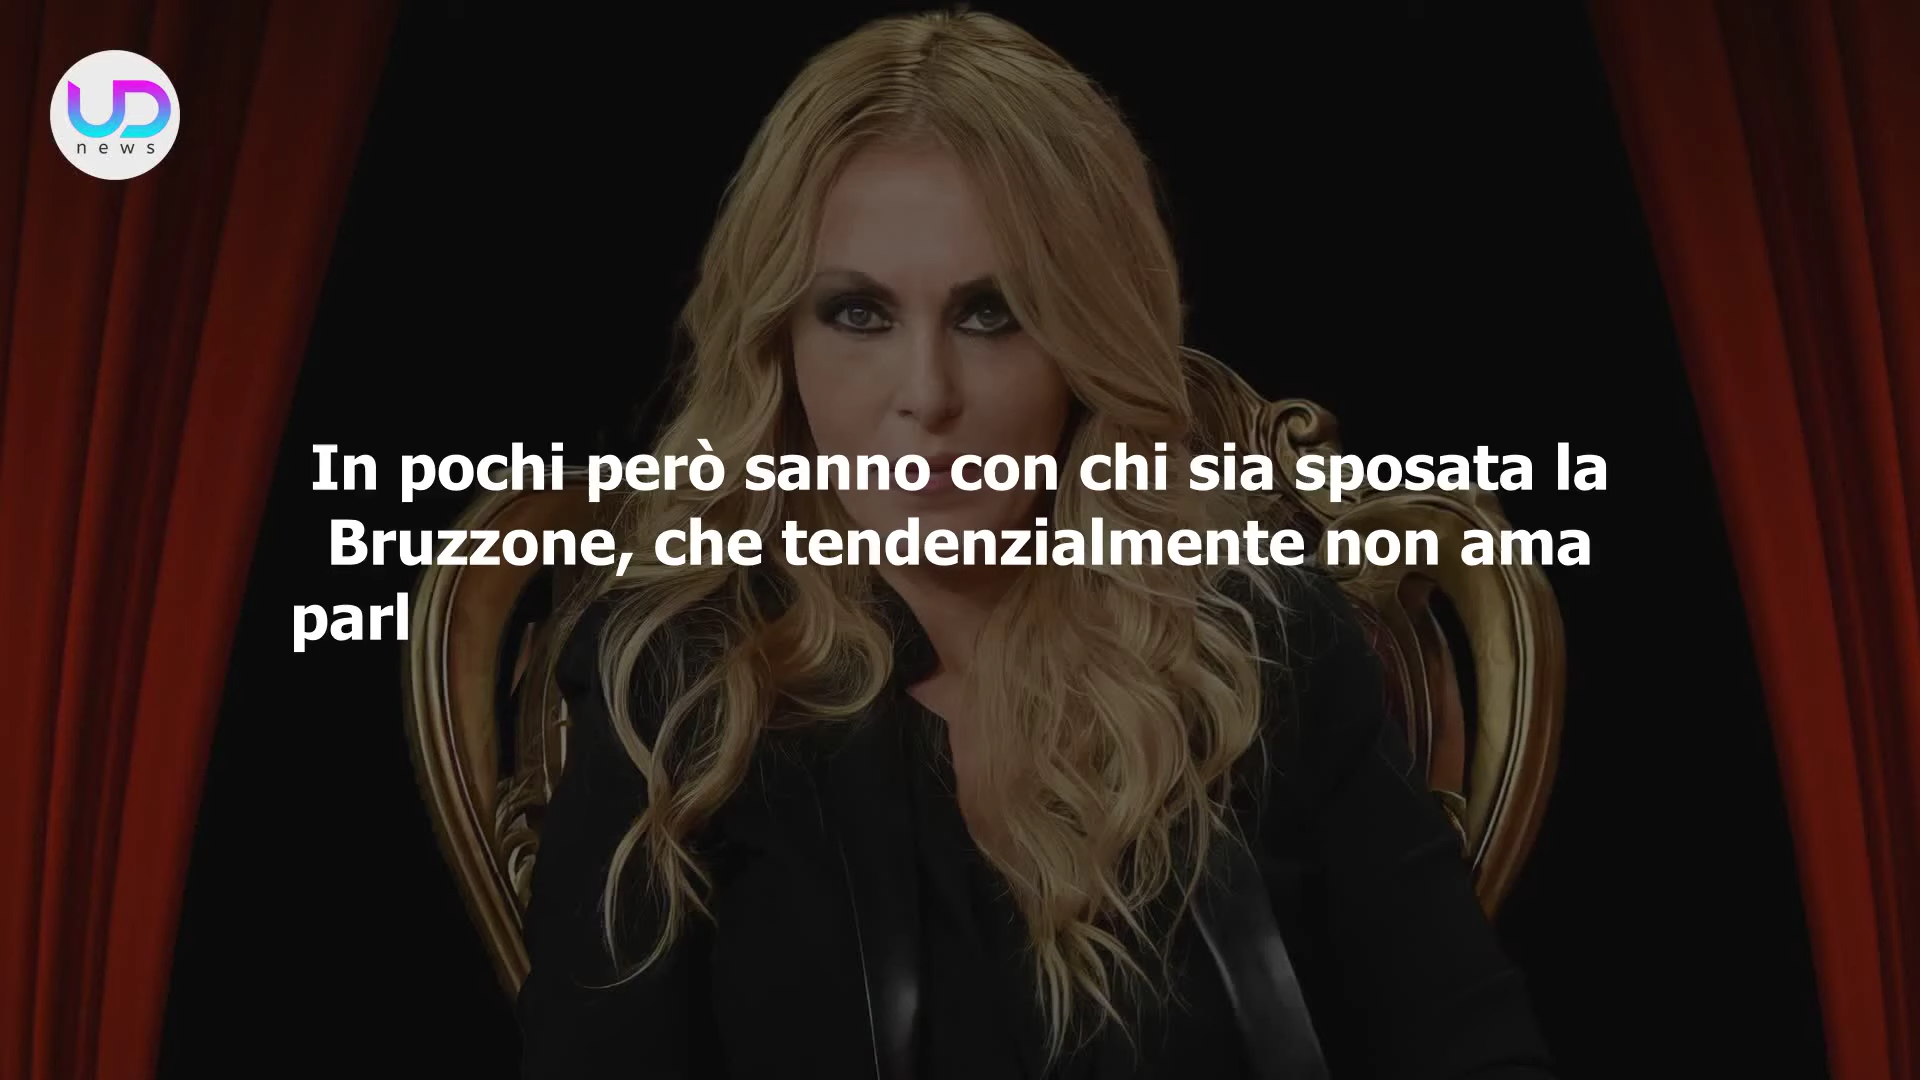 UD
news
In pochi però sanno con chi sia sposata la
Bruzzone, che tendenzialmente non ama
parl